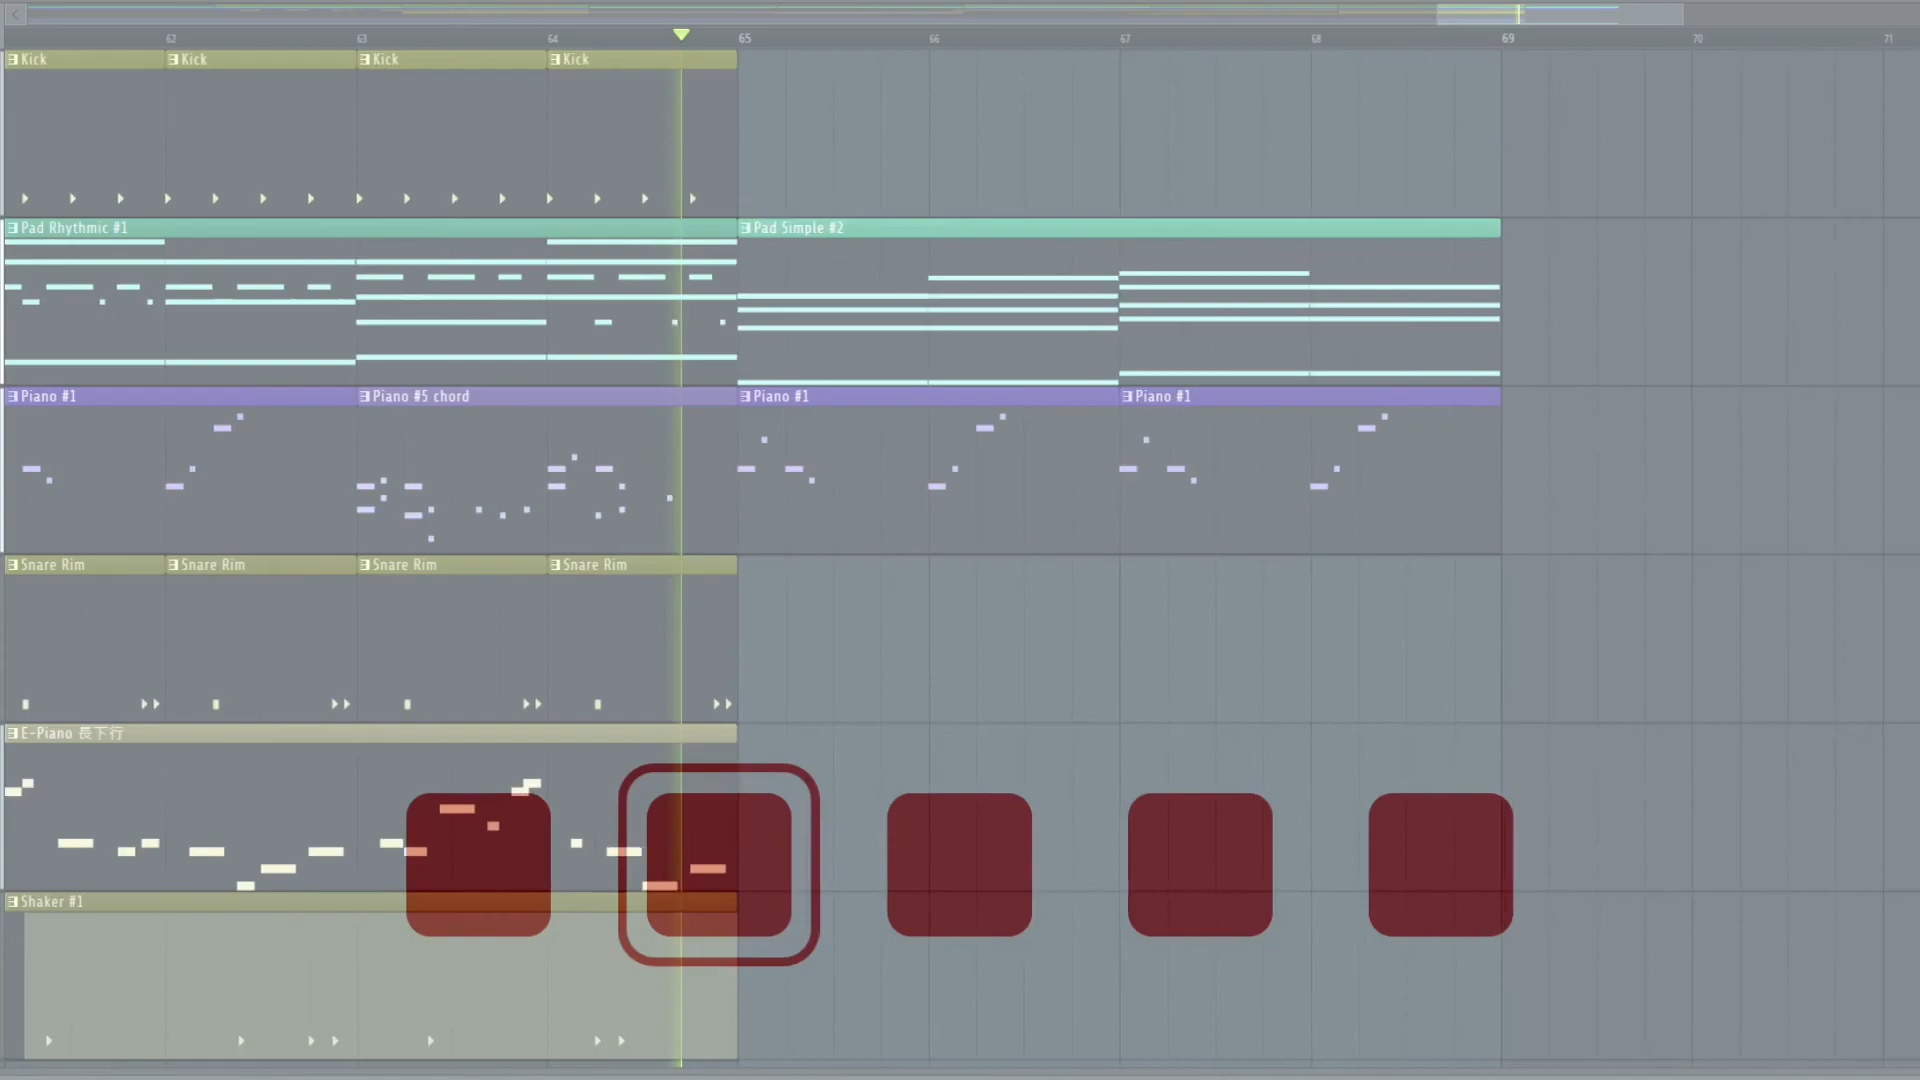 62 63 64 65 66 67 68 69 70 71
Kick Kick Kick Kick
Pad Rhythmic #1 Pad Simple #2
Piano #1 Piano #5 chord Piano #1 Piano #1
Snare Rim Snare Rim Snare Rim Snare Rim
E-Piano 長下行
Shaker #1